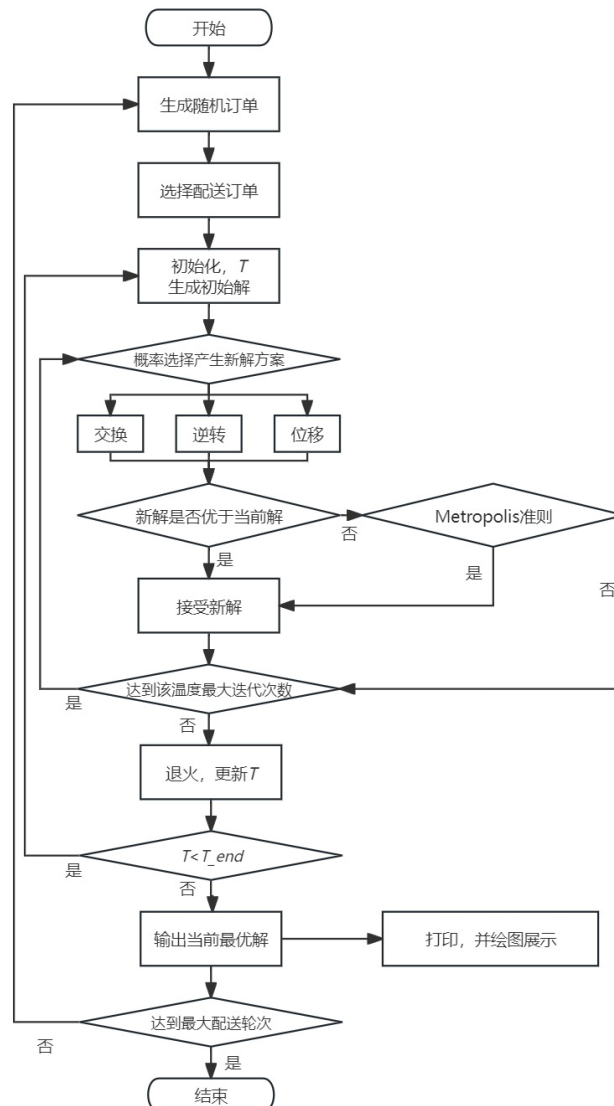 开始
生成随机订单
选择配送订单
初始化，T
生成初始解
概率选择产生新解方案
交换
逆转
位移
新解是否优于当前解
否
Metropolis准则
是
是
否
接受新解
达到该温度最大迭代次数
是
否
退火，更新T
T<T_end
是
否
输出当前最优解
打印，并绘图展示
达到最大配送轮次
否
是
结束